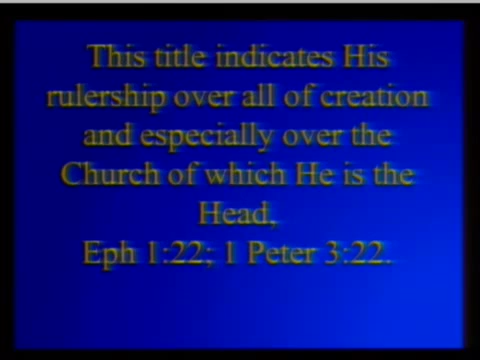 This title indicates His
rulership over all of creation
and especially over the
Church of which He is the
Head,
Eph 1:22; 1 Peter 3:22.